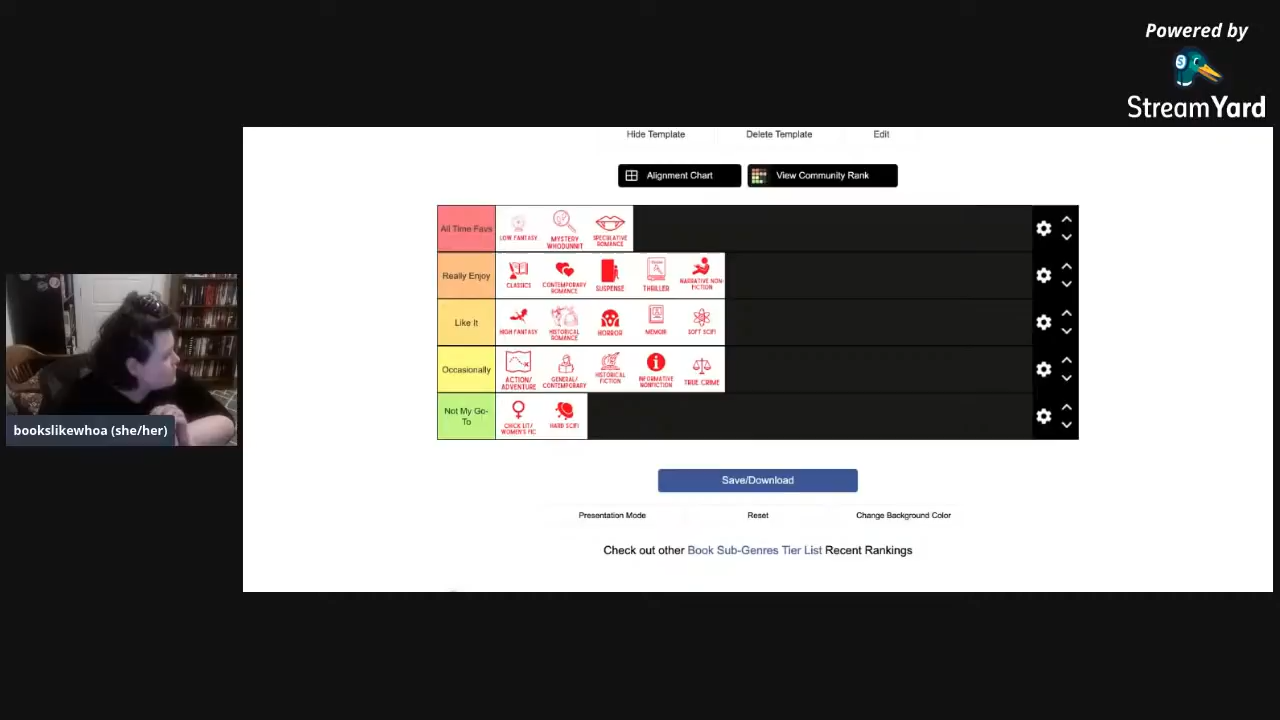 Powered by
S
StreamYard
Hide Template Delete Template Edit
Alignment Chart View Community Rank
All Time Favs LOW FANTASY MYSTERY WHODUNNIT SPECULATIVE ROMANCE
Really Enjoy CLASSICS CONTEMPORARY ROMANCE SUSPENSE THRILLER NARRATIVE NON-FICTION
Like It HIGH FANTASY HISTORICAL ROMANCE HORROR MEMOIR SOFT SCIFI
Occasionally ACTION/ ADVENTURE GENERAL/ CONTEMPORARY HISTORICAL FICTION INFORMATIVE NONFICTION TRUE CRIME
Not My Go-
To CHICK LIT/ WOMEN'S FIC HARD SCIFI
bookslikewhoa (she/her)
Save/Download
Presentation Mode Reset Change Background Color
Check out other Book Sub-Genres Tier List Recent Rankings